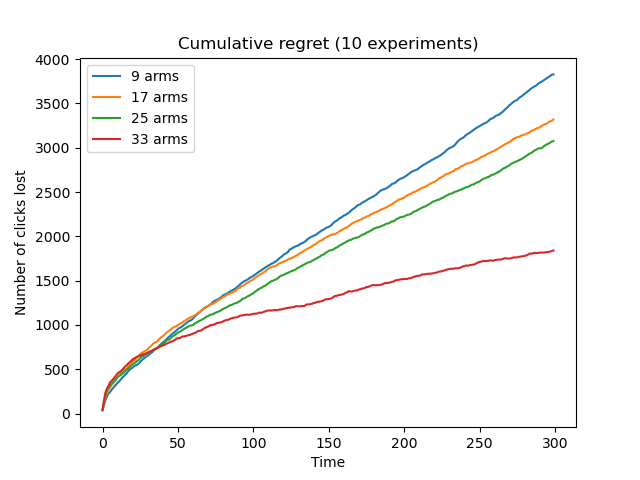 Cumulative regret (10 experiments)
Number of clicks lost
4000
3500
3000
2500
2000
1500
1000
500
0
9 arms
17 arms
25 arms
33 arms
0 50 100 150 200 250 300
Time